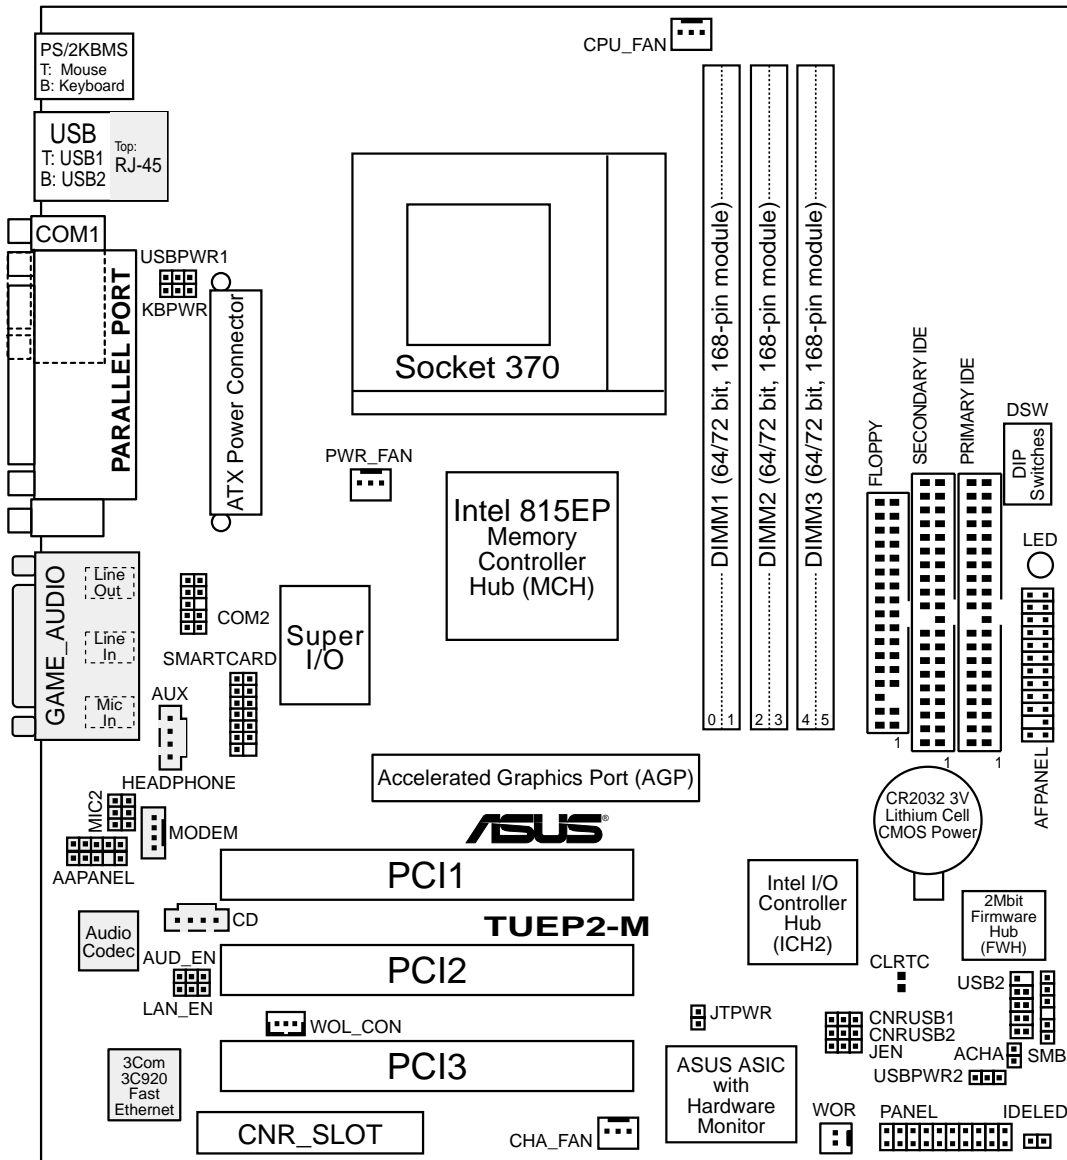 PS/2KBMS
T: Mouse
B: Keyboard
CPU_FAN
USB
T: USB1
B: USB2
Top:
RJ-45
COM1
PARALLEL PORT
USBPWR1
KBPWR
ATX Power Connector
Socket 370
DIMM1 (64/72 bit, 168-pin module)
DIMM2 (64/72 bit, 168-pin module)
DIMM3 (64/72 bit, 168-pin module)
0 1
2 3
4 5
FLOPPY
SECONDARY IDE
PRIMARY IDE
DSW
DIP
Switches
1
1
1
LED
AFPANEL
PWR_FAN
Intel 815EP
Memory
Controller
Hub (MCH)
GAME_AUDIO
Line
Out
Line
In
Mic
In
COM2
Super
I/O
SMARTCARD
AUX
HEADPHONE
Accelerated Graphics Port (AGP)
CR2032 3V
Lithium Cell
CMOS Power
MIC2
MODEM
AAPANEL
ASUS®
PCI1
CD
TUEP2-M
Audio
Codec
Intel I/O
Controller
Hub
(ICH2)
2Mbit
Firmware
Hub
(FWH)
AUD_EN
LAN_EN
PCI2
CLRTC
USB2
WOL_CON
JTPWR
CNRUSB1
CNRUSB2
JEN
ACHA
SMB
USBPWR2
3Com
3C920
Fast
Ethernet
PCI3
ASUS ASIC
with
Hardware
Monitor
CNR_SLOT
CHA_FAN
WOR
PANEL
IDELED